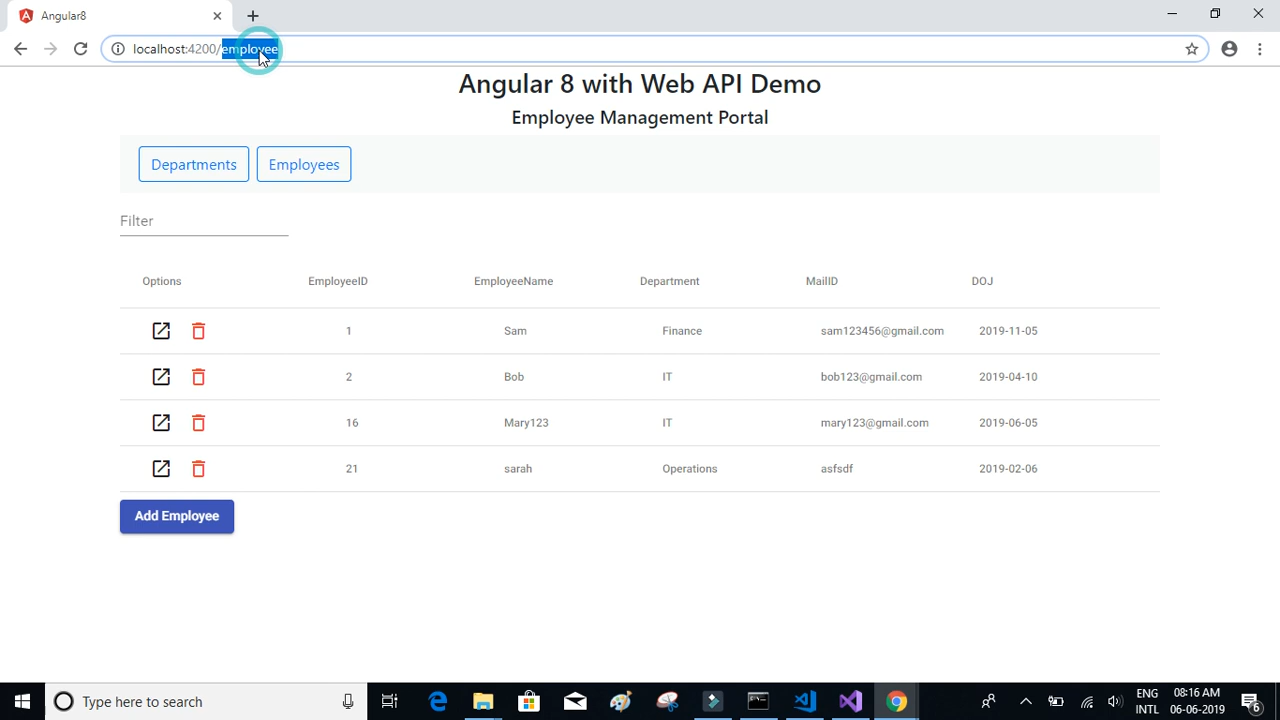 Angular8
localhost:4200/employee
Angular 8 with Web API Demo
Employee Management Portal
Departments Employees
Filter
Options EmployeeID EmployeeName Department MailID DOJ
1 Sam Finance sam123456@gmail.com 2019-11-05
2 Bob IT bob123@gmail.com 2019-04-10
16 Mary123 IT mary123@gmail.com 2019-06-05
21 sarah Operations asfsdf 2019-02-06
Add Employee
Type here to search
ENG 08:16 AM
INTL 06-06-2019 6